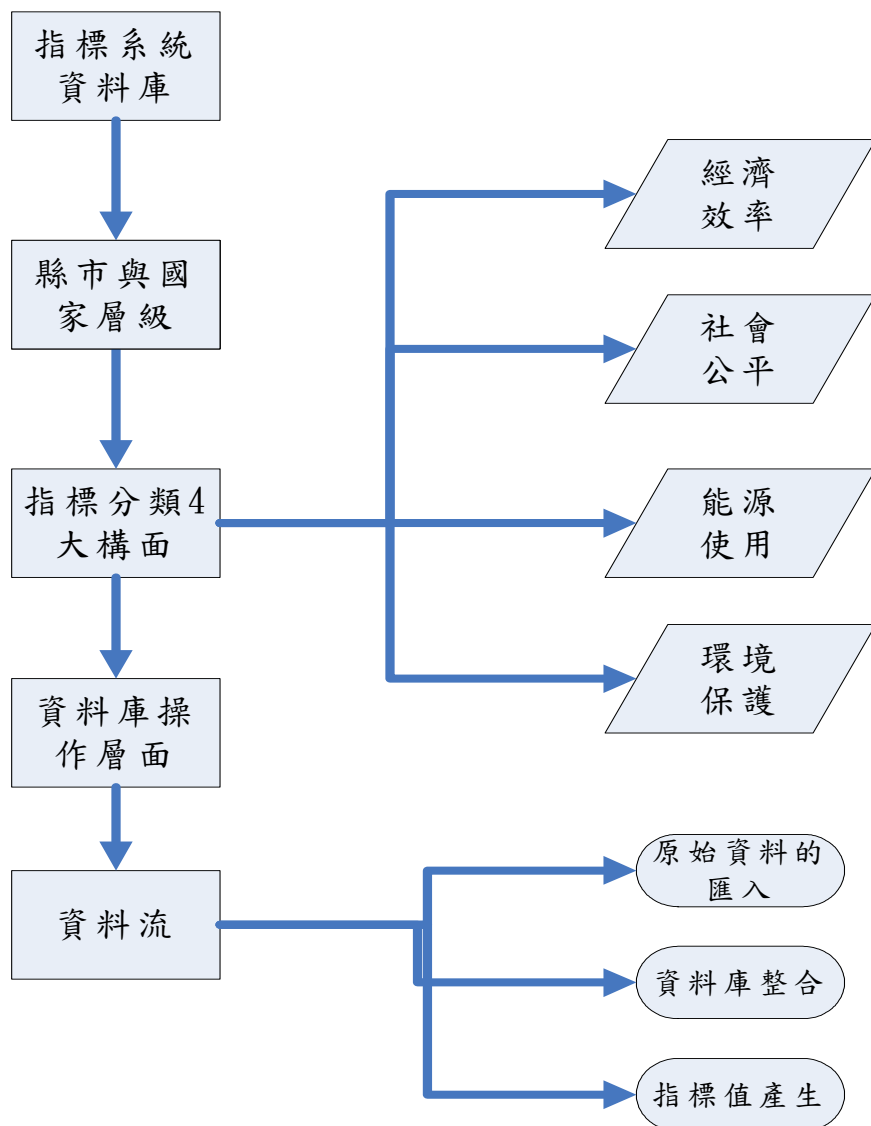 指標系統
資料庫
縣市與國
家層級
指標分類4
大構面
資料庫操
作層面
資料流
經濟
效率
社會
公平
能源
使用
環境
保護
原始資料的
匯入
資料庫整合
指標值產生